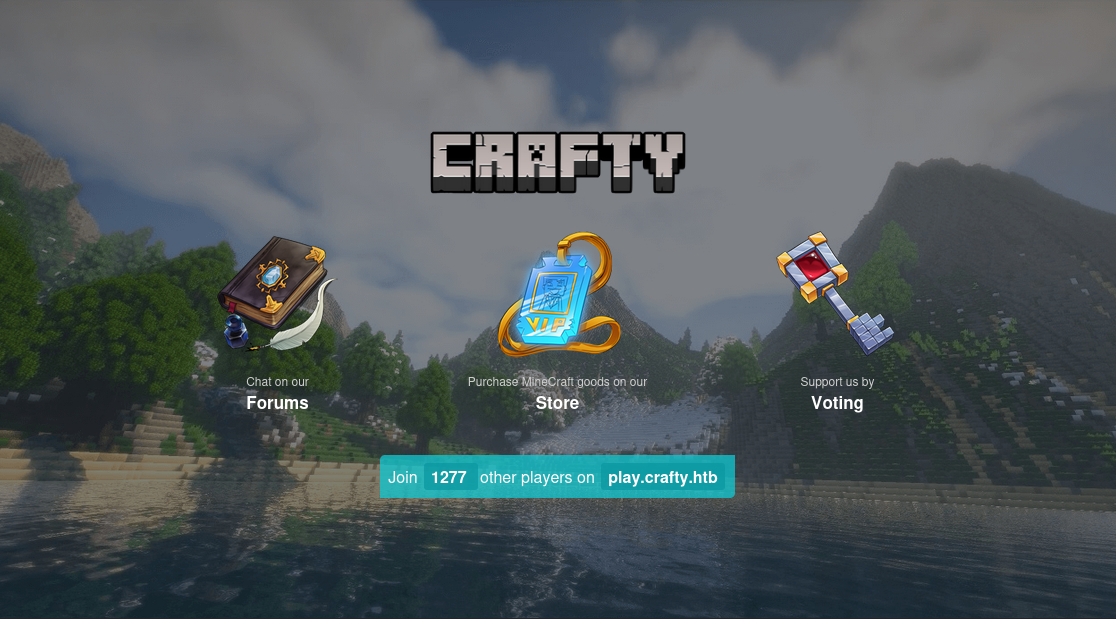 CRAFTY
VIP
Chat on our
Forums
Purchase MineCraft goods on our
Store
Support us by
Voting
Join 1277 other players on play.crafty.htb